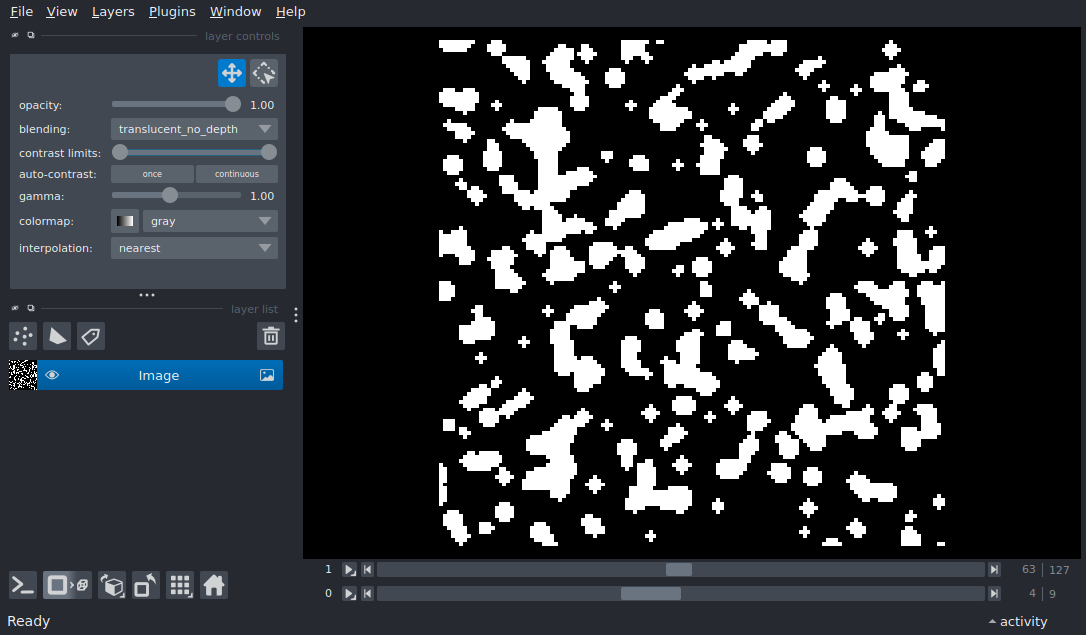 File View Layers Plugins Window Help
layer controls
opacity: 1.00
blending: translucent_no_depth
contrast limits:
auto-contrast: once continuous
gamma: 1.00
colormap: gray
interpolation: nearest
layer list
Image
1 63 127
0 4 9
Ready activity